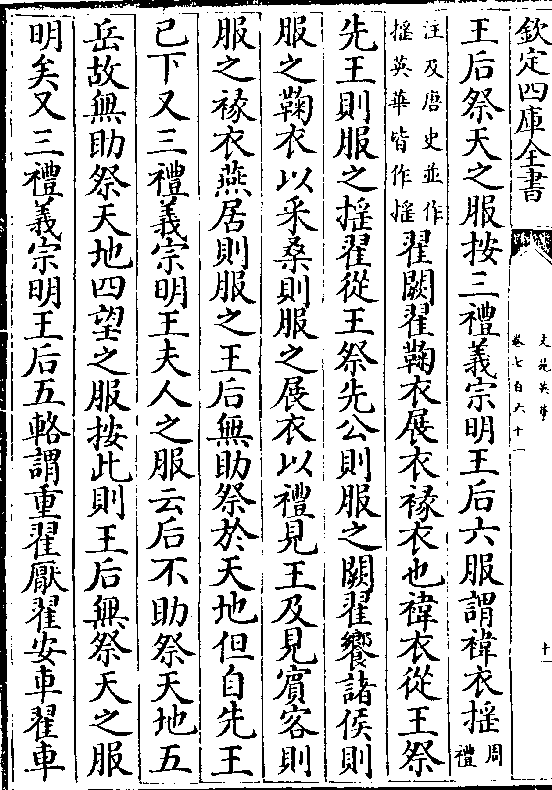 欽定四庫全書
文苑英華
卷七百六十一
十一
王后祭天之服按三禮義宗明王后六服謂褘衣揺周禮
注及唐史並作揺英華皆作揺翟闕翟鞠衣展衣褖衣也褘衣從王祭
先王則服之揺翟從王祭先公則服之闕翟饗諸侯則
服之鞠衣以采桑則服之展衣以禮見王及見賓客則
服之褖衣燕居則服之王后無助祭於天地但自先王
已下又三禮義宗明王夫人之服云后不助祭天地五
岳故無助祭天地四望之服按此則王后無祭天之服
明矣又三禮義宗明王后五輅謂重翟厭翟安車翟車